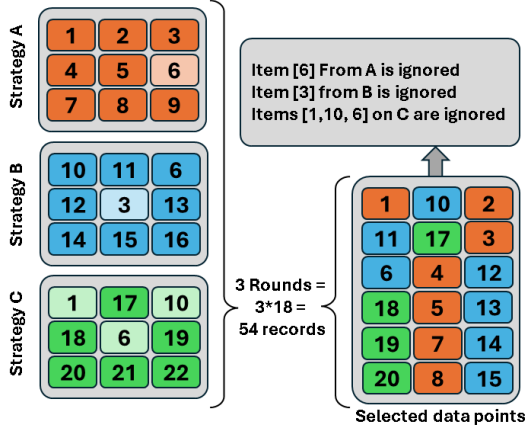 Strategy A
1 2 3
4 5 6
7 8 9
Strategy B
10 11 6
12 3 13
14 15 16
Strategy C
1 17 10
18 6 19
20 21 22
3 Rounds =
3*18 =
54 records
Item [6] From A is ignored
Item [3] from B is ignored
Items [1,10, 6] on C are ignored
1 10 2
11 17 3
6 4 12
18 5 13
19 7 14
20 8 15
Selected data points